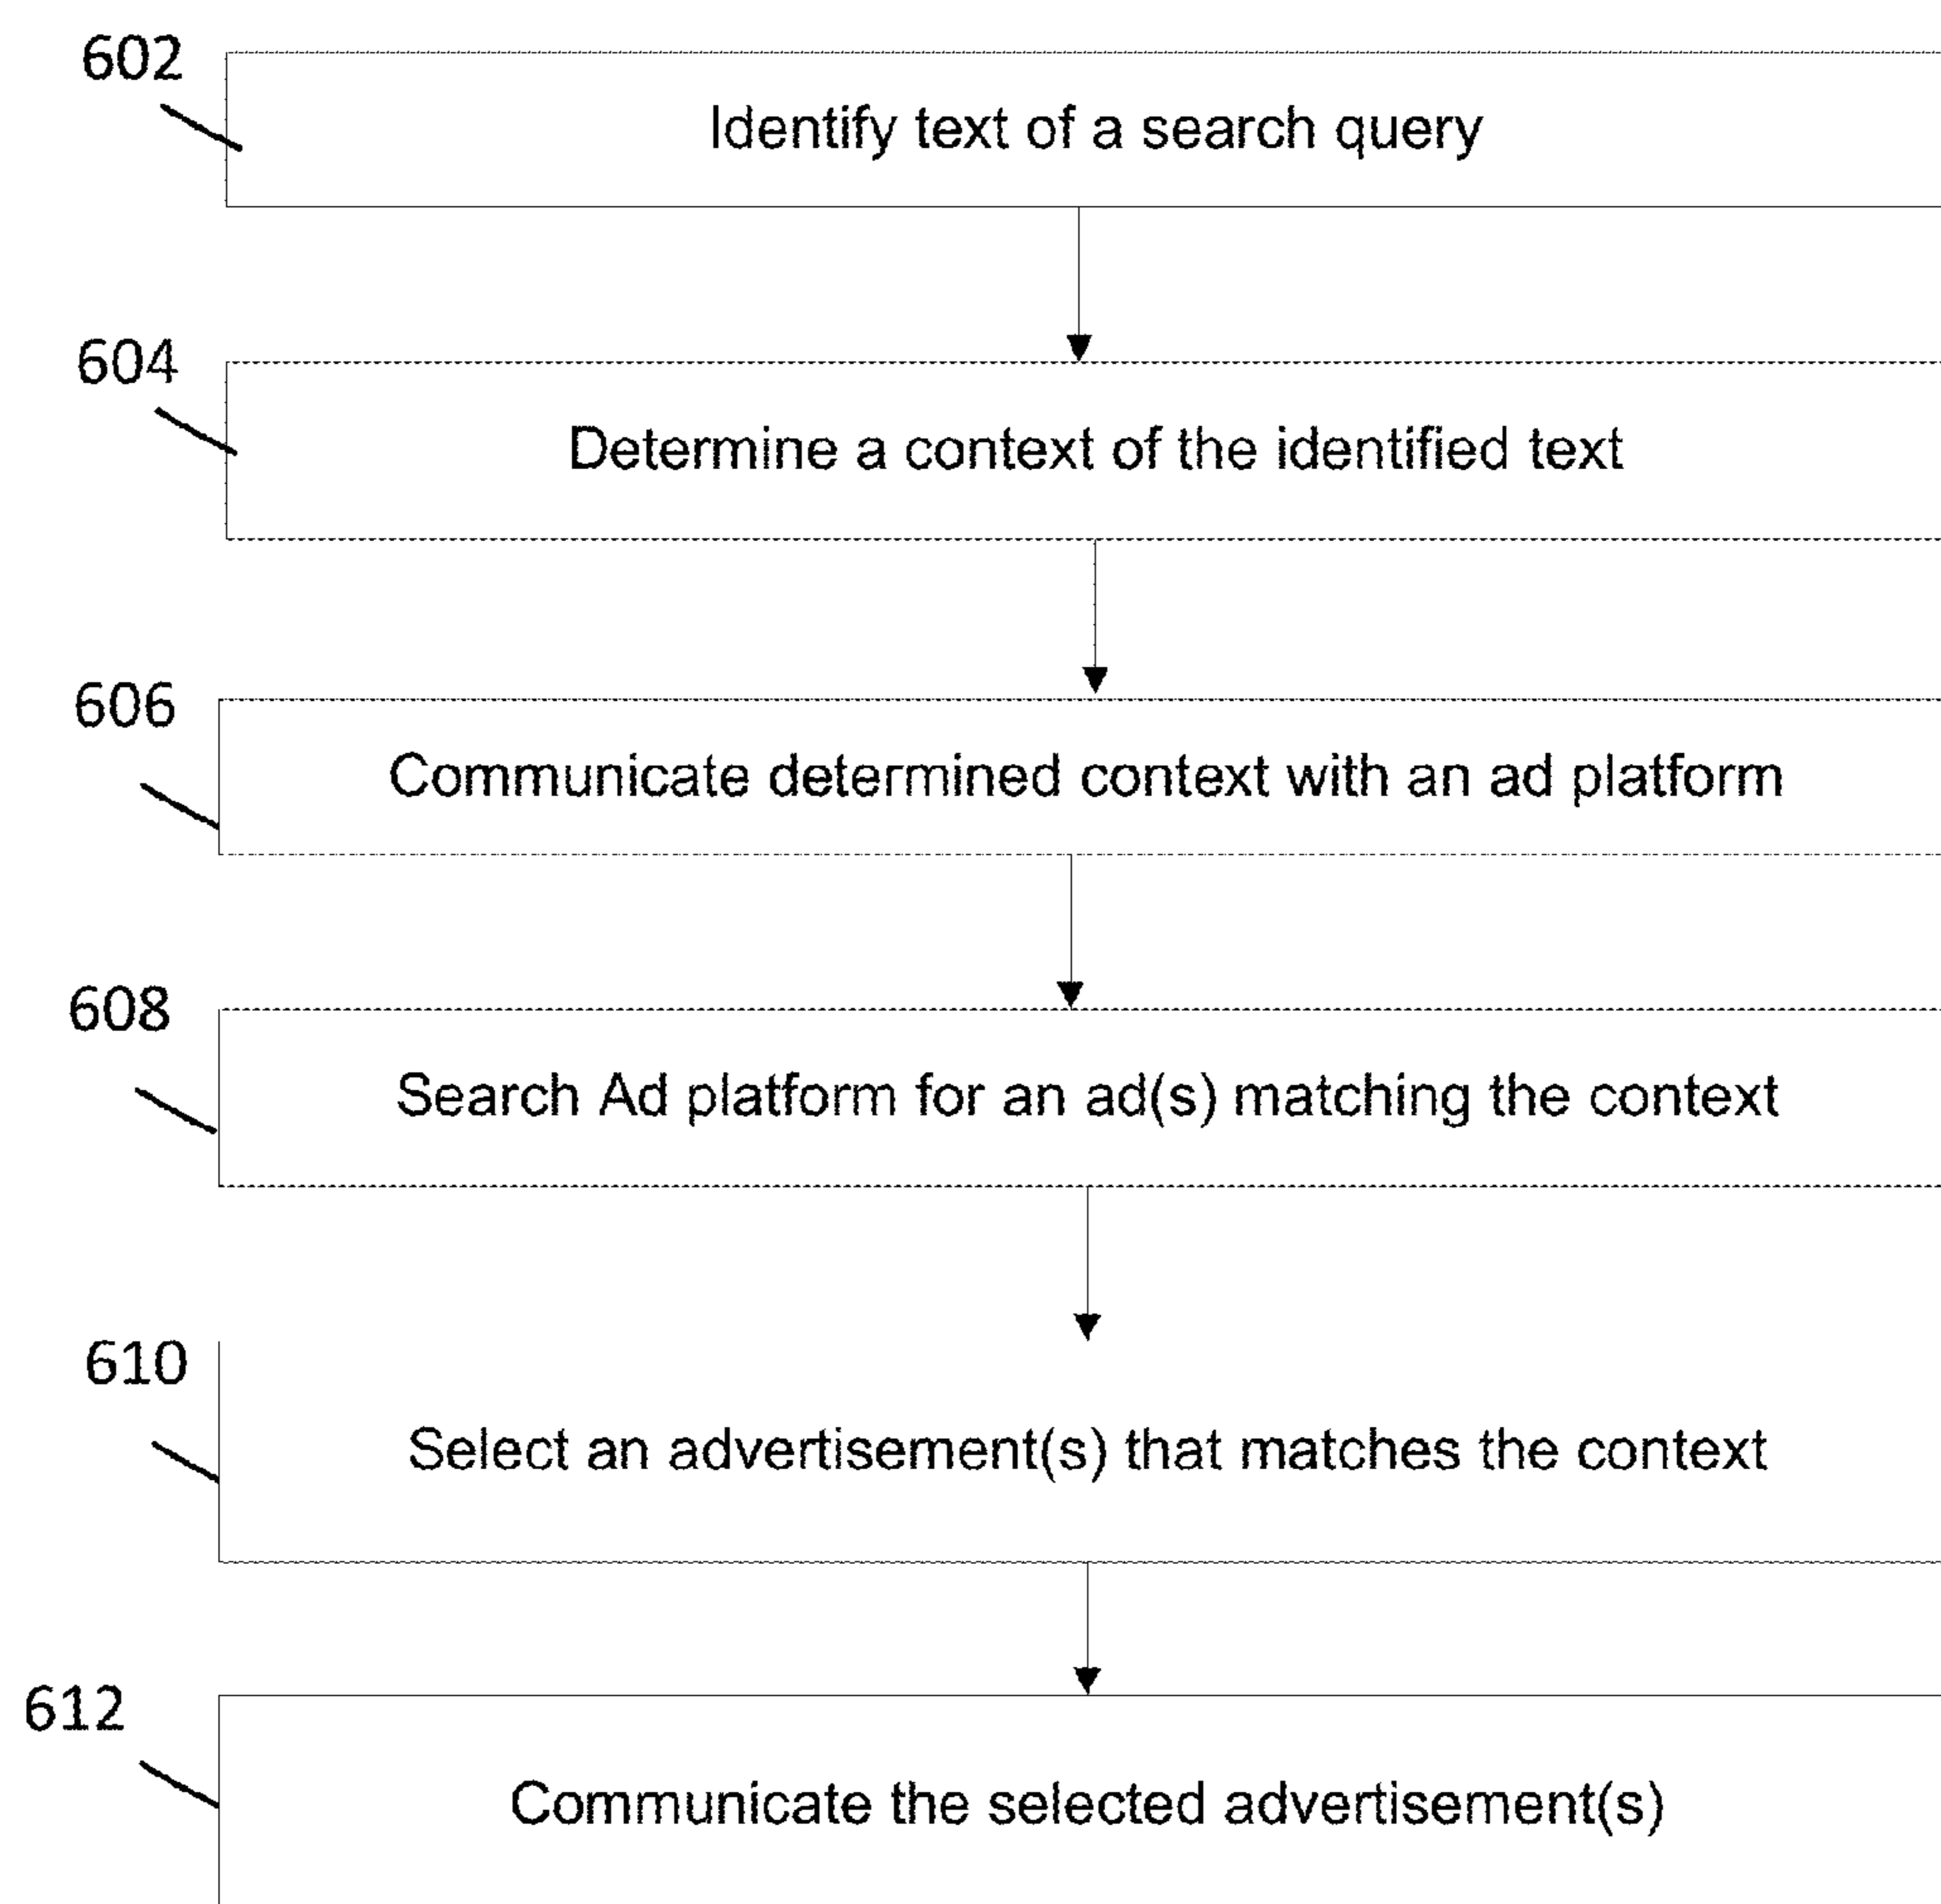 602
Identify text of a search query
604
Determine a context of the identified text
606
Communicate determined context with an ad platform
608
Search Ad platform for an ad(s) matching the context
610
Select an advertisement(s) that matches the context
612
Communicate the selected advertisement(s)